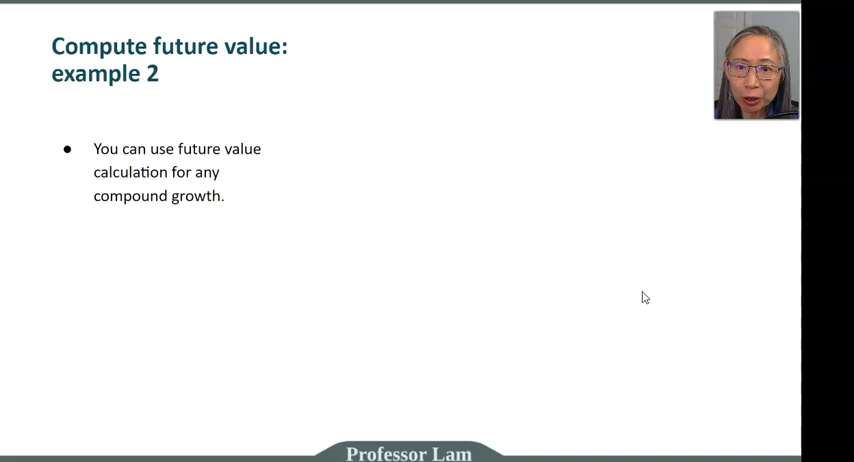 Compute future value:
example 2
● You can use future value
calculation for any
compound growth.
Professor Lam